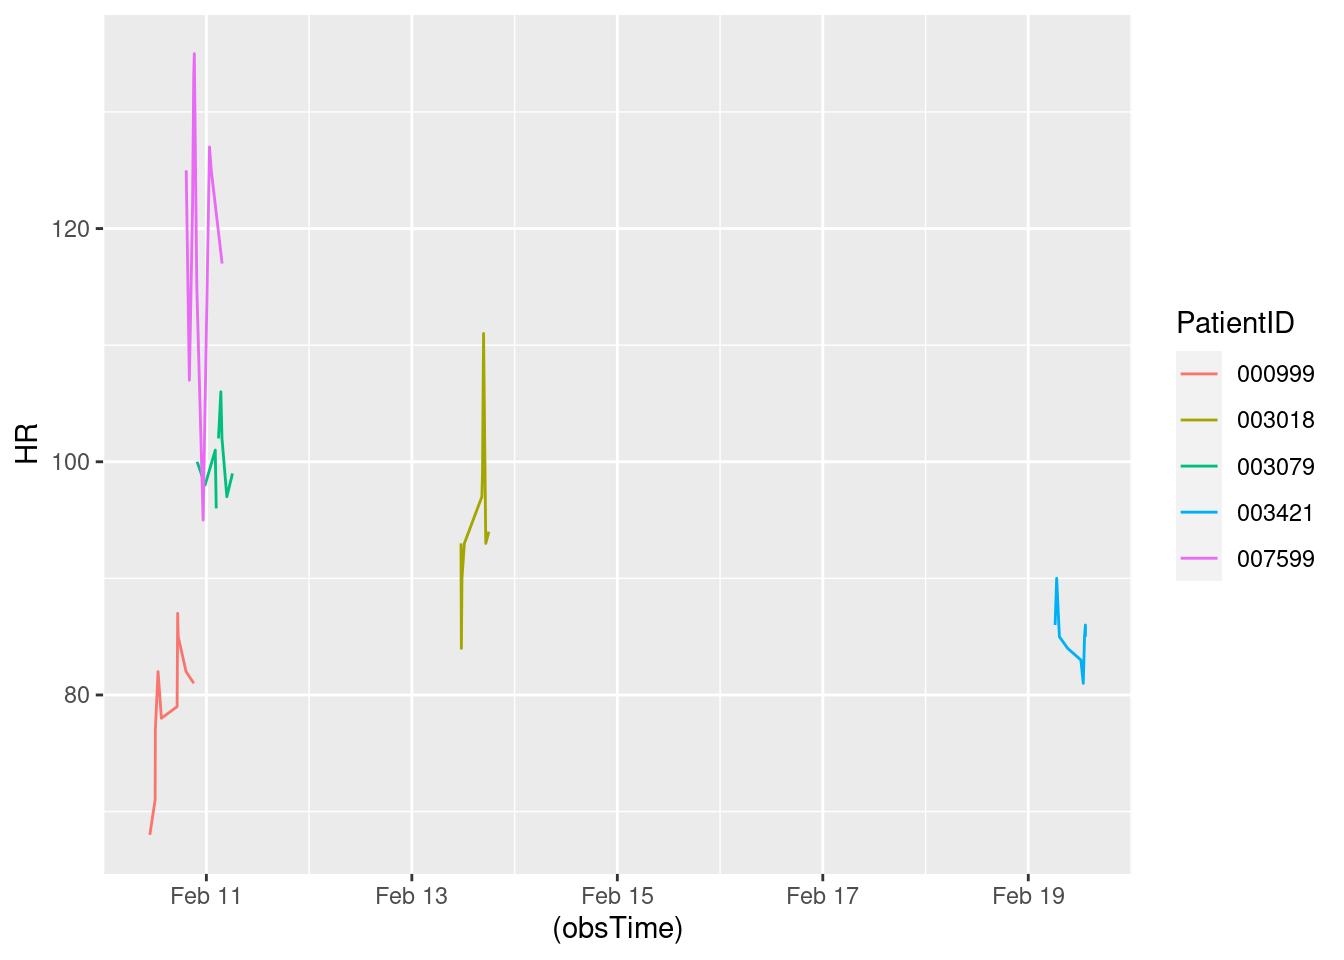 120
100
80
HR
Feb 11
Feb 13
Feb 15
Feb 17
Feb 19
(obsTime)
PatientID
000999
003018
003079
003421
007599